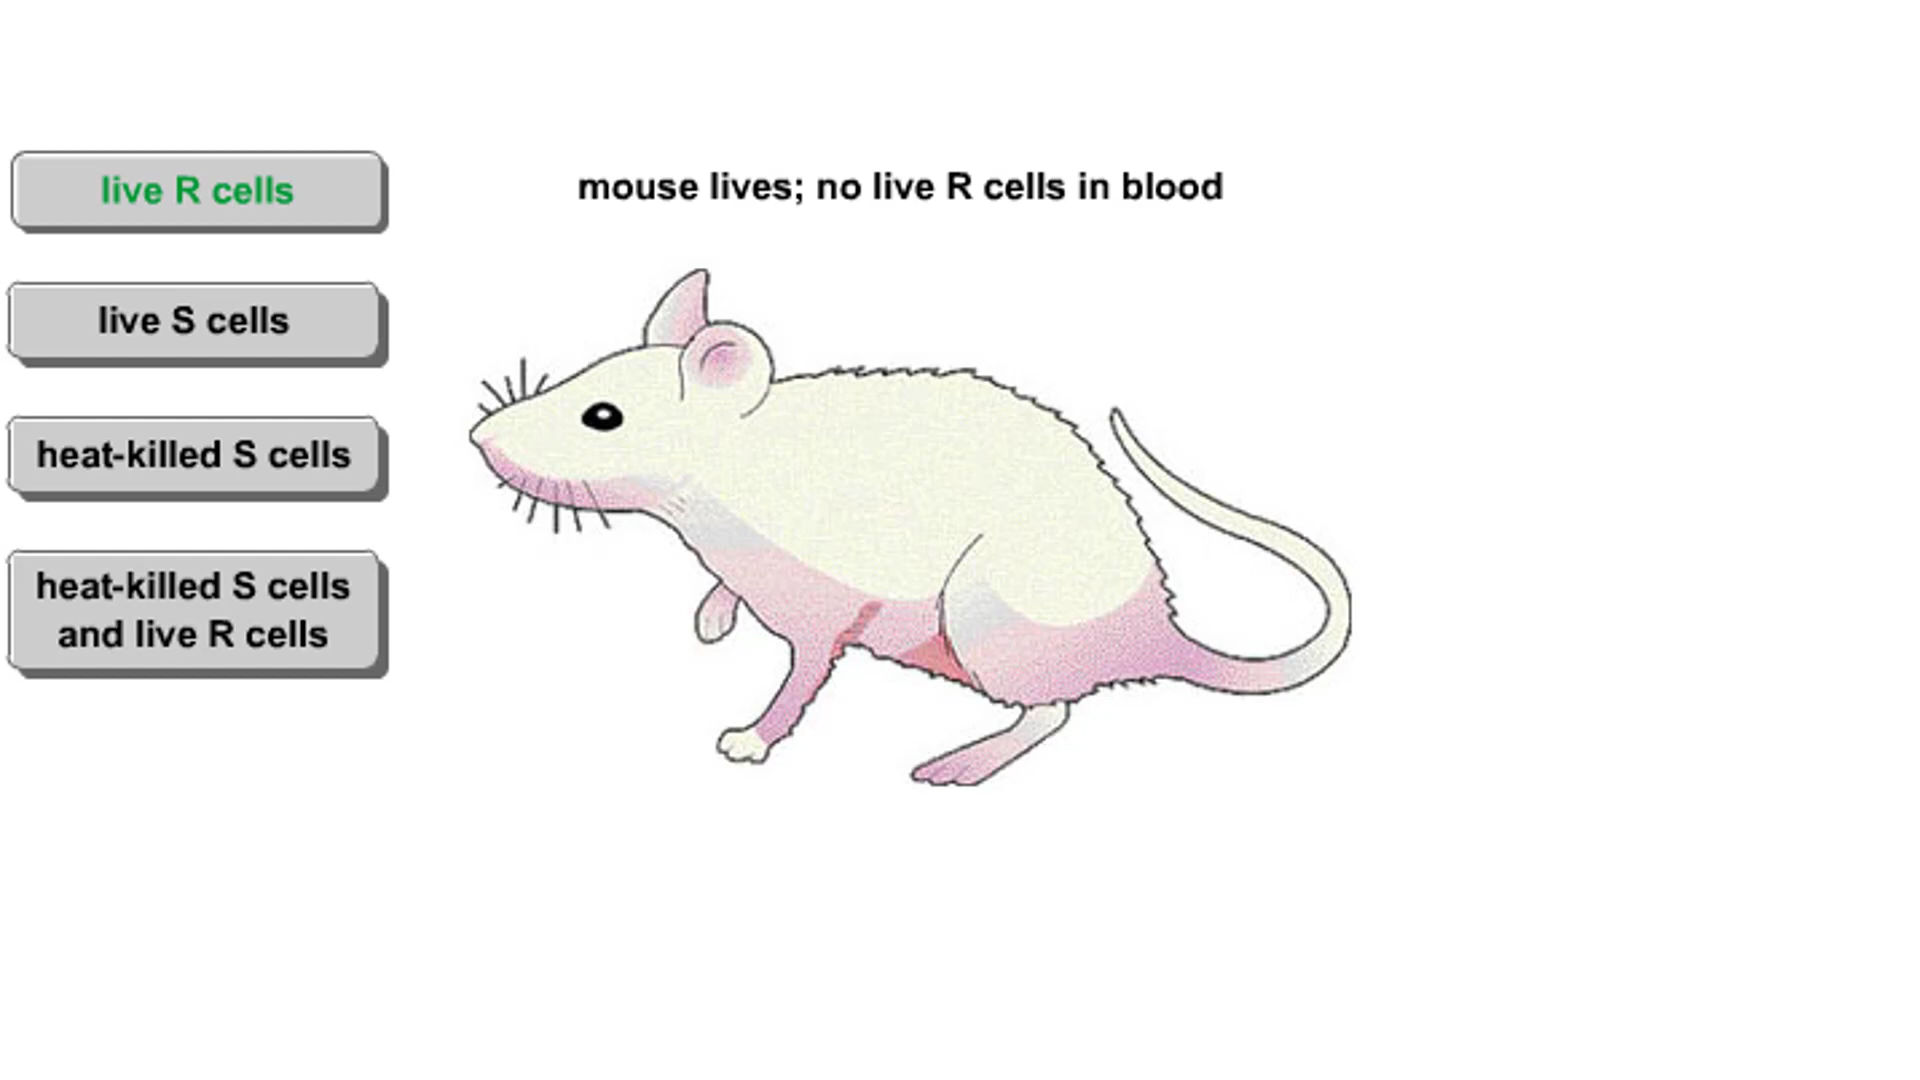 live R cells
mouse lives; no live R cells in blood
live S cells
heat-killed S cells
heat-killed S cells
and live R cells